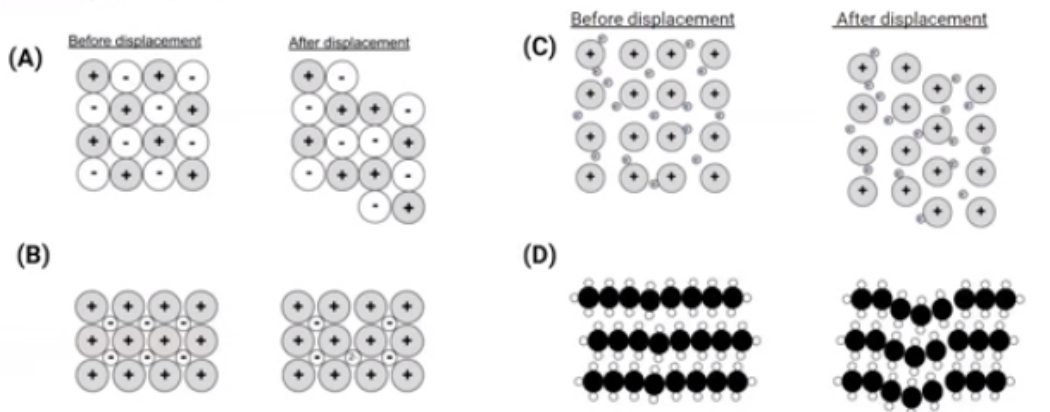 (A)
Before displacement
After displacement
+ - + -
- + - +
+ - + -
- + - +
+ -
- + + -
+ - - +
- + + -
- +
(B)
+ + + +
- - -
+ + + +
- - -
+ + + +
+ + + +
- -
+ + + +
- -
+ + + +
(C)
Before displacement
After displacement
+ + + +
+ + + +
+ + + +
+ + + +
+ +
+ +
+ +
+ +
+ +
+ +
+ +
+ +
(D)